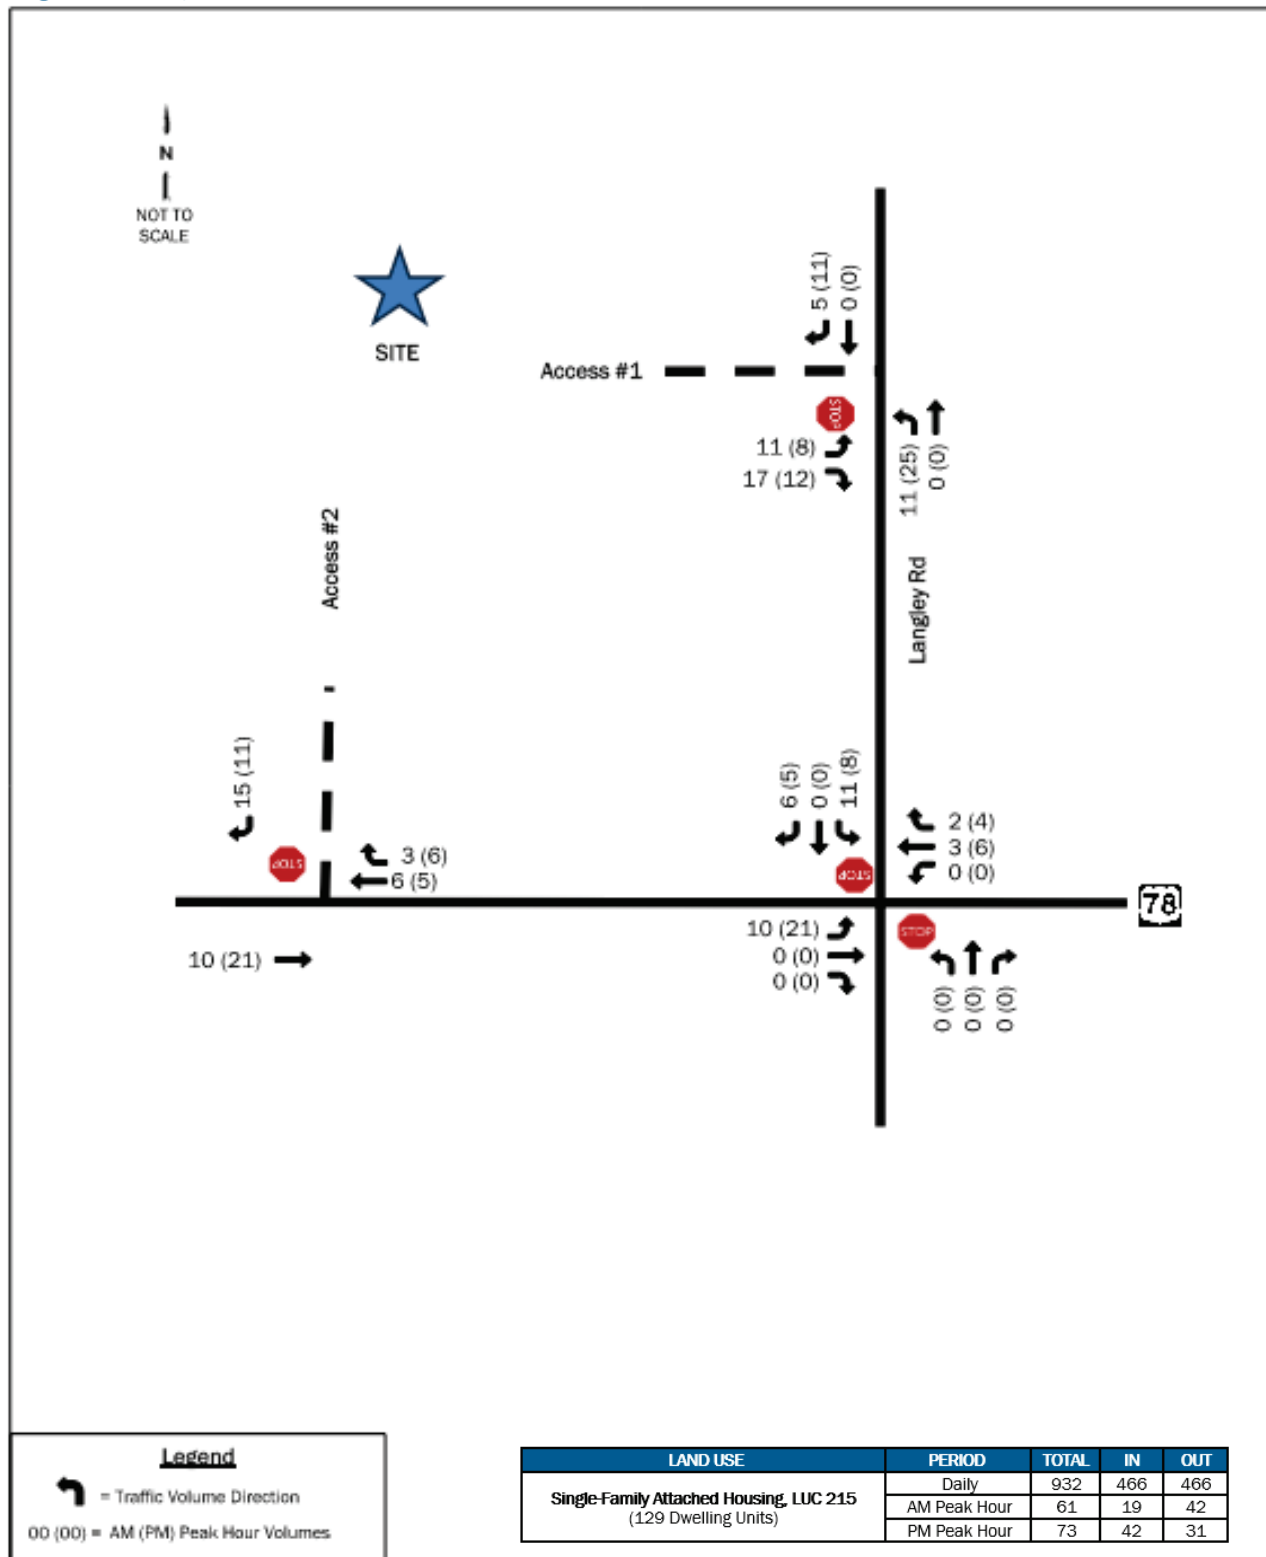 N
NOT TO
SCALE
SITE
5 (11)
0 (0)
Access #1
STOP
11 (8)
17 (12)
11 (25)
0 (0)
Access #2
Langley Rd
15 (11)
STOP
3 (6)
6 (5)
6 (5)
0 (0)
11 (8)
STOP
2 (4)
3 (6)
0 (0)
78
10 (21)
10 (21)
0 (0)
0 (0)
STOP
0 (0)
0 (0)
0 (0)
Legend
= Traffic Volume Direction
00 (00) = AM (PM) Peak Hour Volumes
LAND USE PERIOD TOTAL IN OUT
Single-Family Attached Housing, LUC 215
(129 Dwelling Units)
Daily 932 466 466
AM Peak Hour 61 19 42
PM Peak Hour 73 42 31